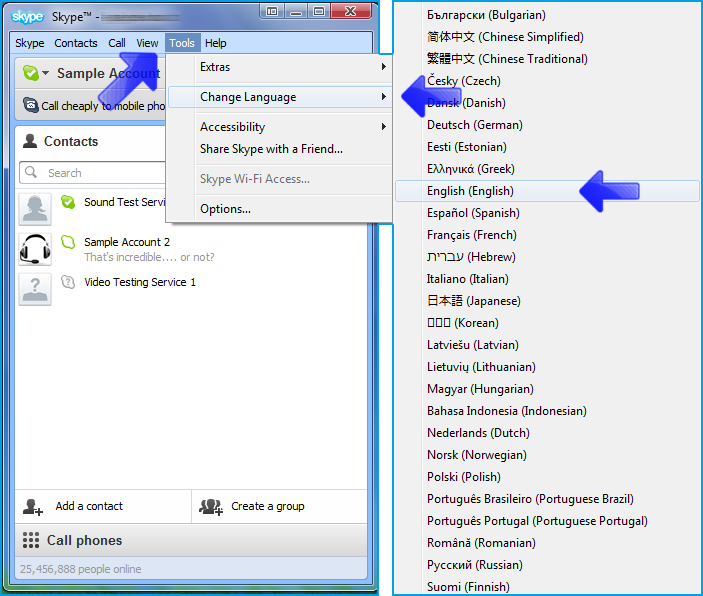 skype Skype™ -
Skype Contacts Call View Tools Help
Sample Account
Call cheaply to mobile pho
Contacts
Search
Sound Test Servi
Sample Account 2
That's incredible.... or not?
Video Testing Service 1
Add a contact
Create a group
Call phones
25,456,888 people online
Extras
Change Language
Accessibility
Share Skype with a Friend...
Skype Wi-Fi Access...
Options...
Български (Bulgarian)
简体中文 (Chinese Simplified)
繁體中文 (Chinese Traditional)
Česky (Czech)
Dansk (Danish)
Deutsch (German)
Eesti (Estonian)
Ελληνικά (Greek)
English (English)
Español (Spanish)
Français (French)
עברית (Hebrew)
Italiano (Italian)
日本語 (Japanese)
(Korean)
Latviešu (Latvian)
Lietuvių (Lithuanian)
Magyar (Hungarian)
Bahasa Indonesia (Indonesian)
Nederlands (Dutch)
Norsk (Norwegian)
Polski (Polish)
Português Brasileiro (Portuguese Brazil)
Português Portugal (Portuguese Portugal)
Română (Romanian)
Русский (Russian)
Suomi (Finnish)